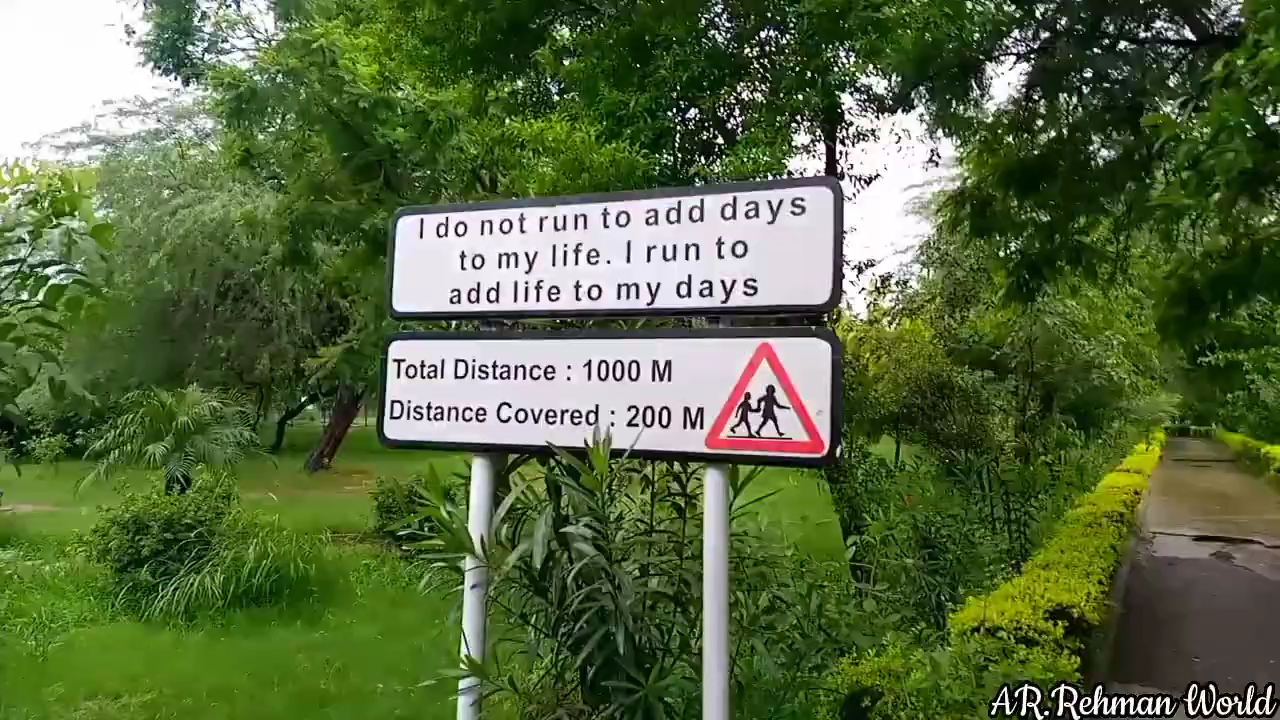 I do not run to add days
to my life. I run to
add life to my days
Total Distance : 1000 M
Distance Covered : 200 M
AR.Rehman World